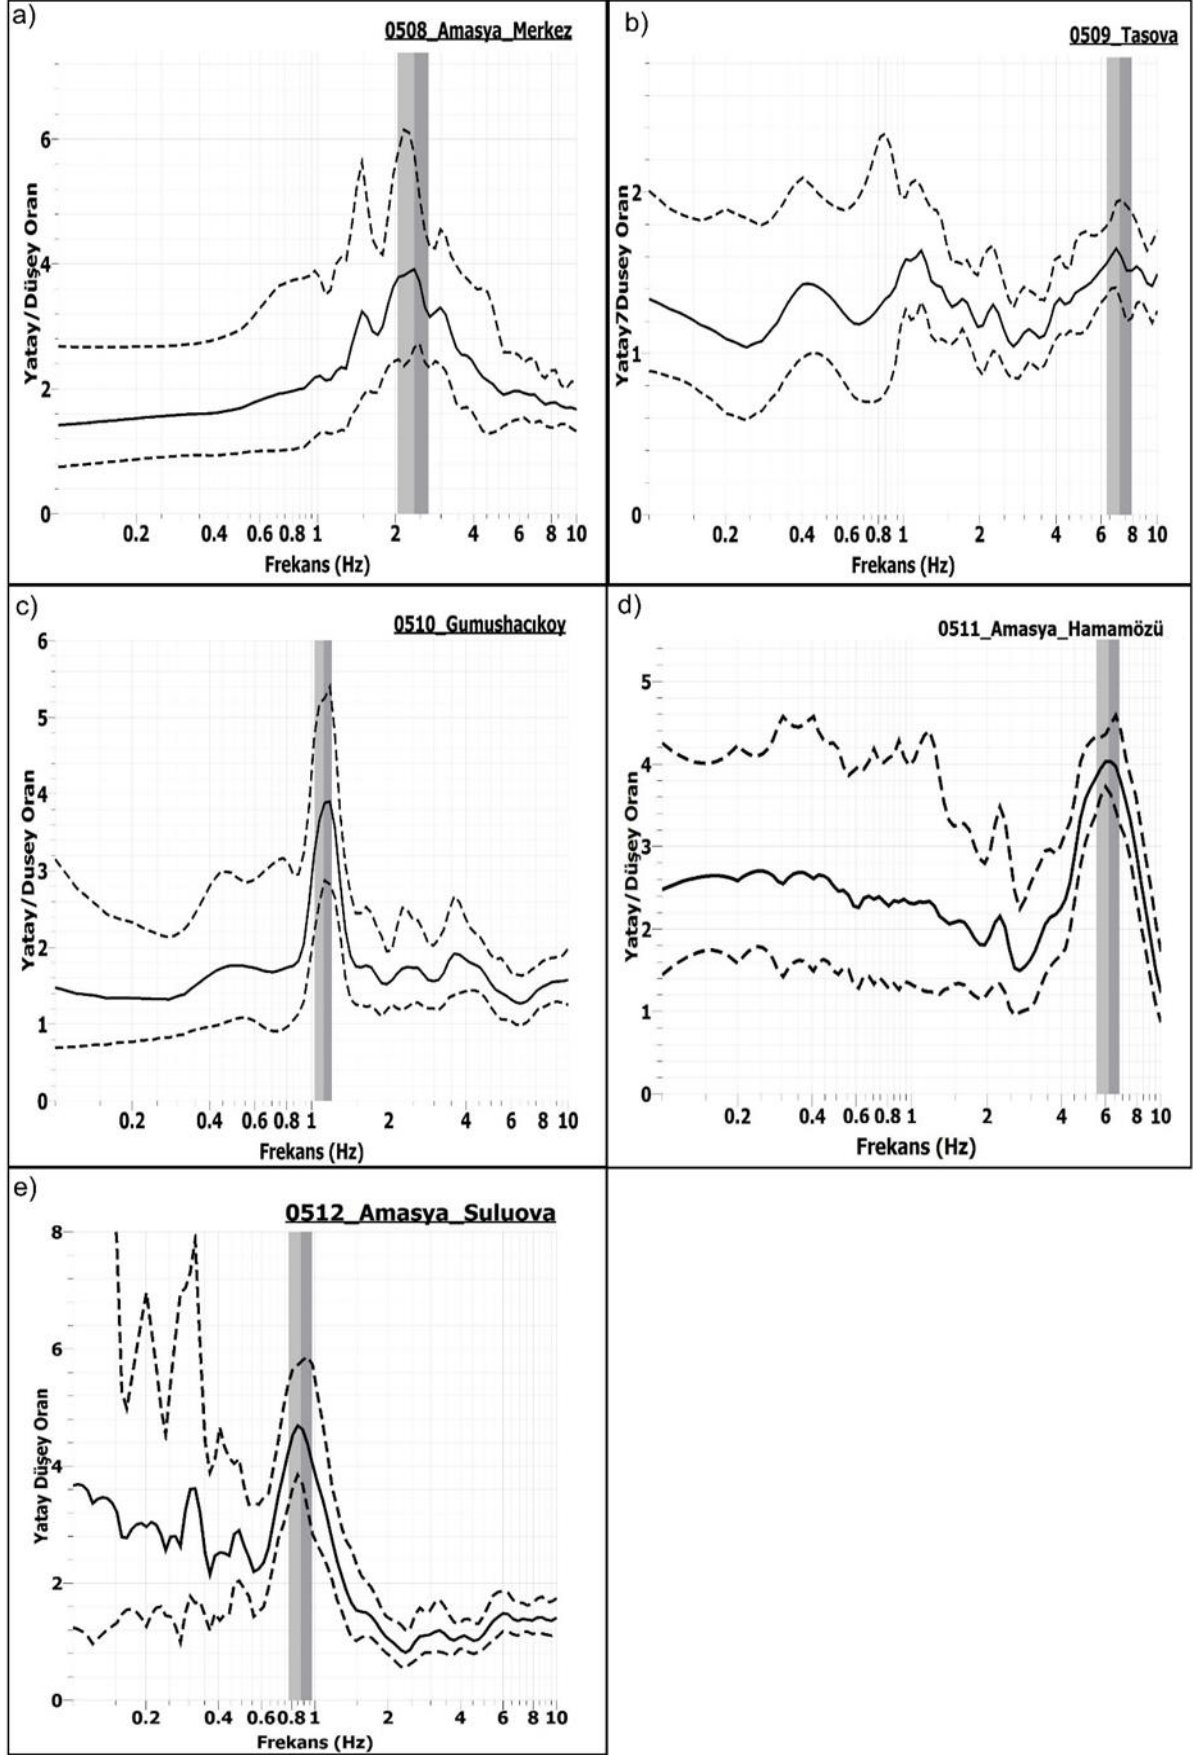 a)
0508_Amasya_Merkez
Yatay/Düşey Oran
6
4
2
0
0.2 0.4 0.6 0.8 1 2 4 6 8 10
Frekans (Hz)
b)
0509_Tasova
Yatay7Dusey Oran
2
1
0
0.2 0.4 0.6 0.8 1 2 4 6 8 10
Frekans (Hz)
c)
0510_Gumushacıkoy
Yatay/Dusey Oran
6
5
4
3
2
1
0
0.2 0.4 0.6 0.8 1 2 4 6 8 10
Frekans (Hz)
d)
0511_Amasya_Hamamözü
Yatay/Düşey Oran
5
4
3
2
1
0
0.2 0.4 0.6 0.8 1 2 4 6 8 10
Frekans (Hz)
e)
0512_Amasya_Suluova
Yatay Düşey Oran
8
6
4
2
0
0.2 0.4 0.6 0.8 1 2 4 6 8 10
Frekans (Hz)